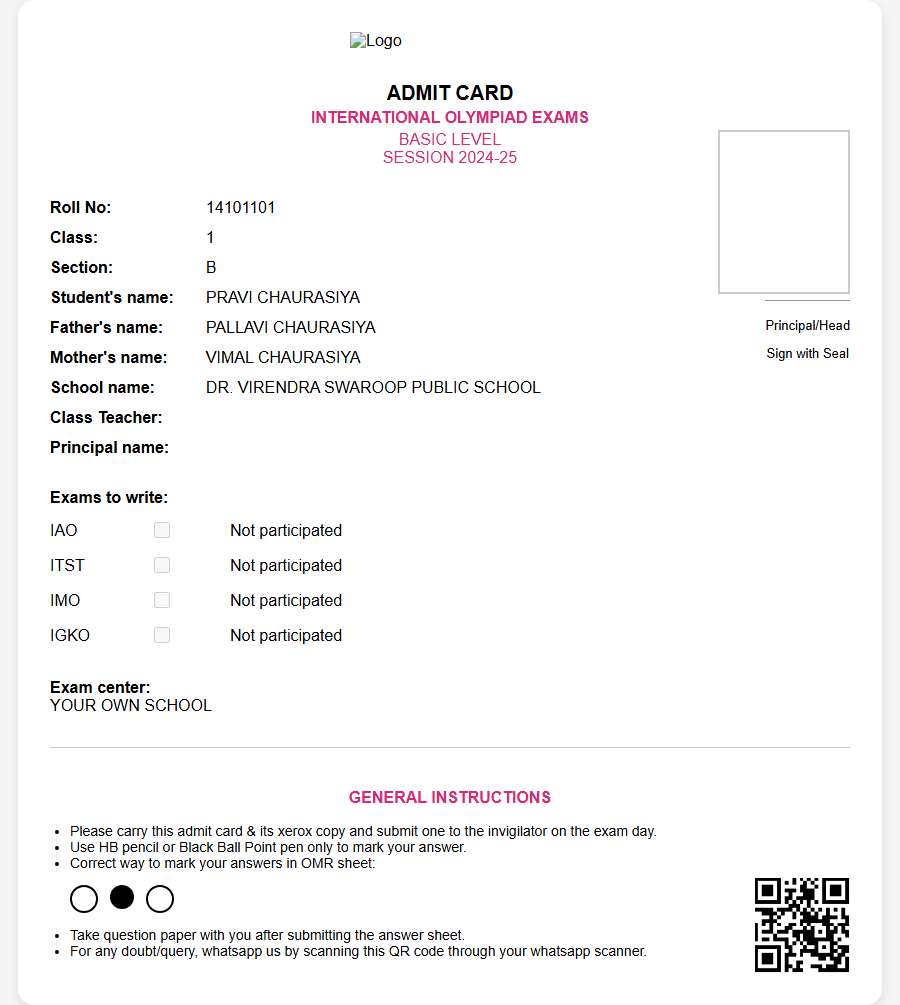 Logo
ADMIT CARD
INTERNATIONAL OLYMPIAD EXAMS
BASIC LEVEL
SESSION 2024-25
Roll No: 14101101
Class: 1
Section: B
Student's name: PRAVI CHAURASIYA
Father's name: PALLAVI CHAURASIYA
Mother's name: VIMAL CHAURASIYA
School name: DR. VIRENDRA SWAROOP PUBLIC SCHOOL
Class Teacher:
Principal name:
Principal/Head
Sign with Seal
Exams to write:
IAO Not participated
ITST Not participated
IMO Not participated
IGKO Not participated
Exam center:
YOUR OWN SCHOOL
GENERAL INSTRUCTIONS
• Please carry this admit card & its xerox copy and submit one to the invigilator on the exam day.
• Use HB pencil or Black Ball Point pen only to mark your answer.
• Correct way to mark your answers in OMR sheet:
• Take question paper with you after submitting the answer sheet.
• For any doubt/query, whatsapp us by scanning this QR code through your whatsapp scanner.